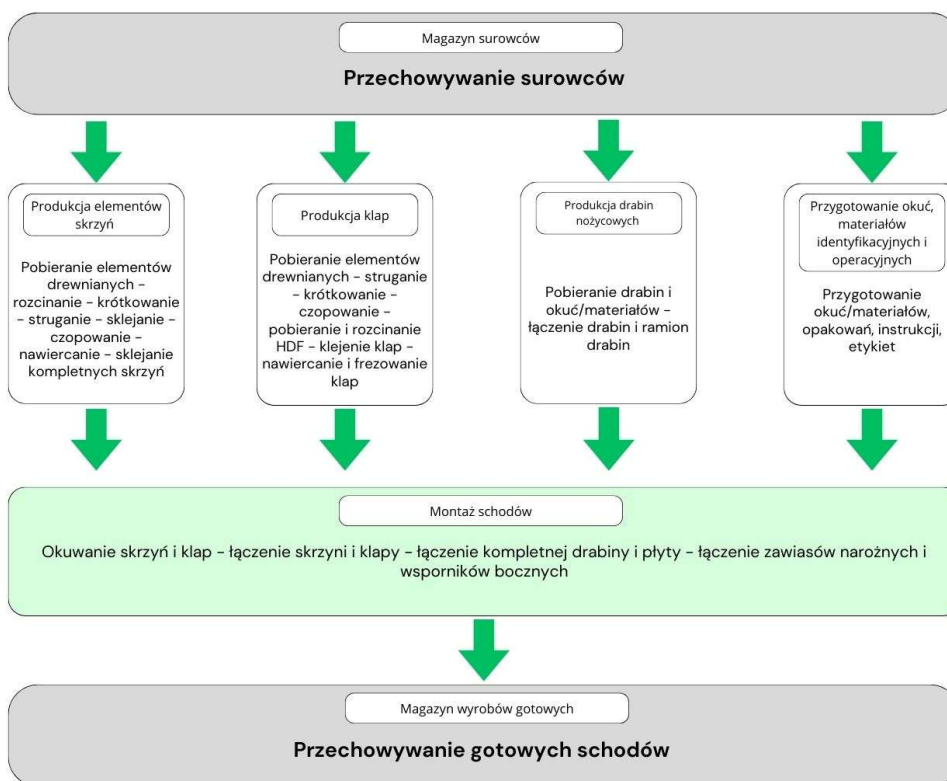 Magazyn surowców
Przechowywanie surowców
Produkcja elementów
skrzyń
Pobieranie elementów
drewnianych -
rozcinanie - krótkowanie
- struganie - sklejanie -
czopowanie -
nawiercanie - sklejanie
kompletnych skrzyń
Produkcja klap
Pobieranie elementów
drewnianych - struganie
- krótkowanie -
czopowanie -
pobieranie i rozcinanie
HDF - klejenie klap -
nawiercanie i frezowanie
klap
Produkcja drabin
nożycowych
Pobieranie drabin i
okuć/materiałów -
łączenie drabin i ramion
drabin
Przygotowanie okuć,
materiałów
identyfikacyjnych i
operacyjnych
Przygotowanie
okuć/materiałów,
opakowań, instrukcji,
etykiet
Montaż schodów
Okuwanie skrzyń i klap - łączenie skrzyni i klapy - łączenie kompletnej drabiny i płyty - łączenie zawiasów narożnych i
wsporników bocznych
Magazyn wyrobów gotowych
Przechowywanie gotowych schodów